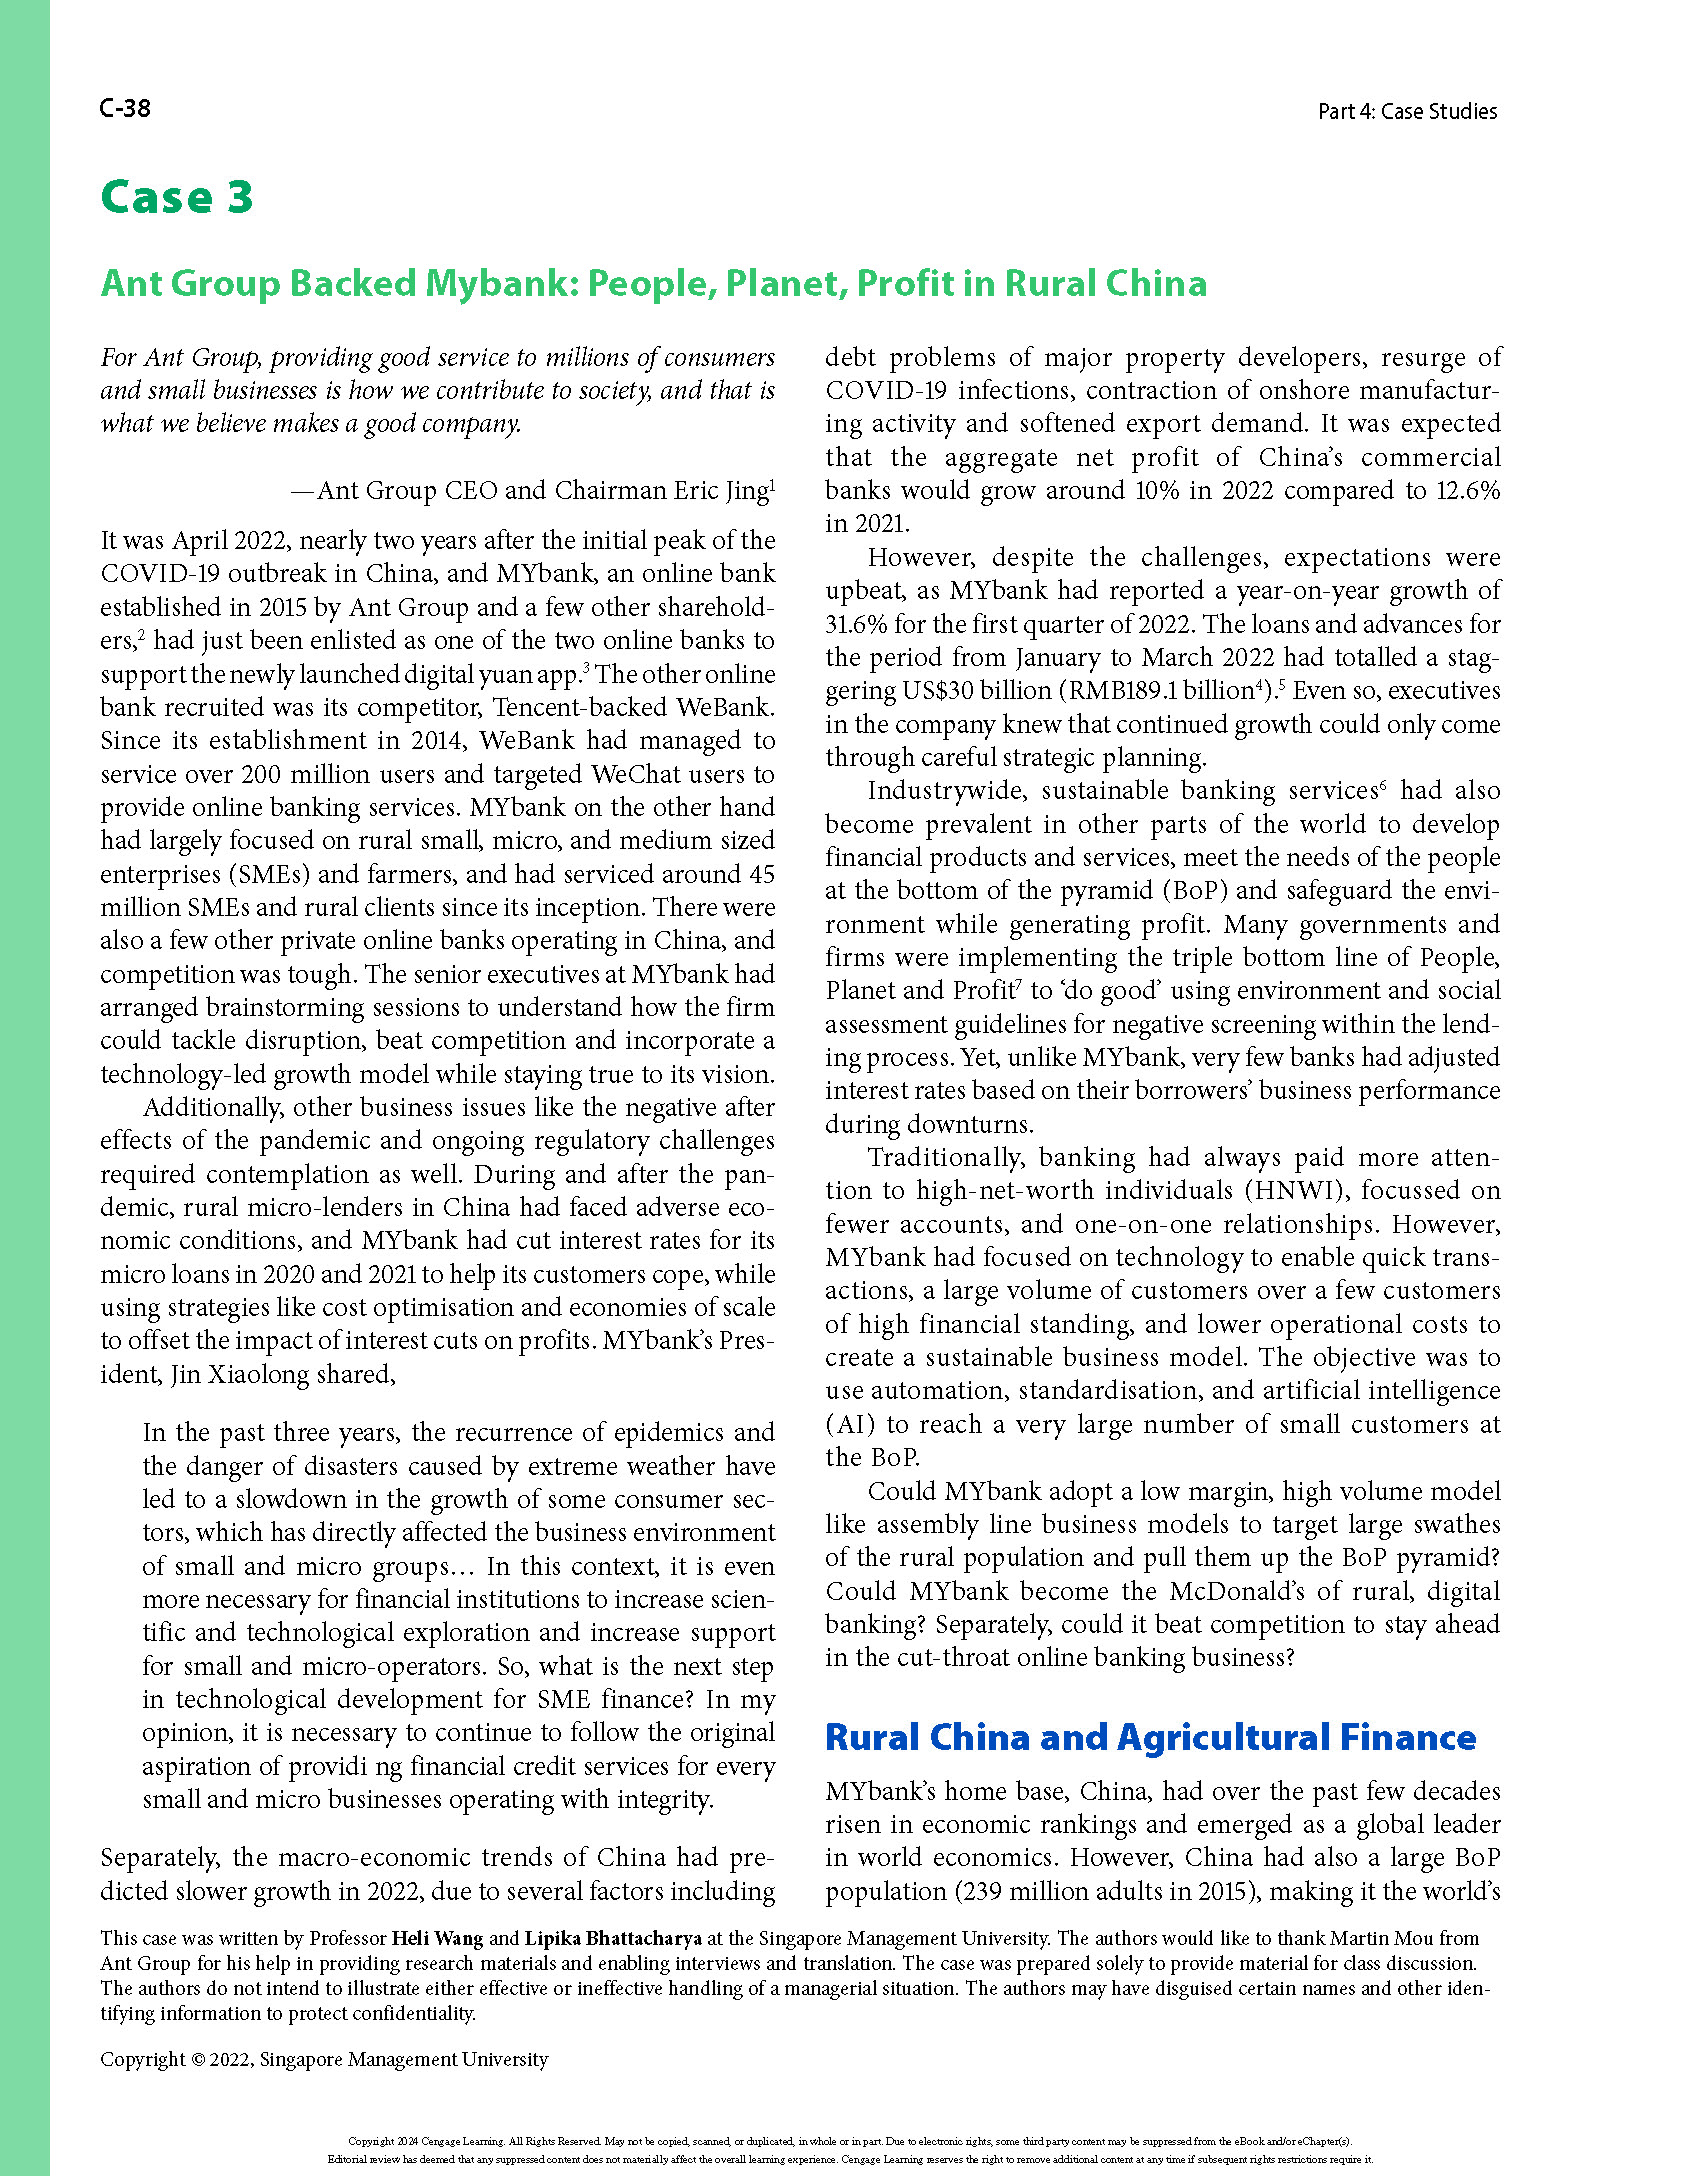 C-38
Part 4: Case Studies
Case 3
Ant Group Backed Mybank: People, Planet, Profit in Rural China
For Ant Group, providing good service to millions of consumers
and small businesses is how we contribute to society, and that is
what we believe makes a good company.
—Ant Group CEO and Chairman Eric Jing1
It was April 2022, nearly two years after the initial peak of the
COVID-19 outbreak in China, and MYbank, an online bank
established in 2015 by Ant Group and a few other sharehold-
ers,2 had just been enlisted as one of the two online banks to
support the newly launched digital yuan app.3 The other online
bank recruited was its competitor, Tencent-backed WeBank.
Since its establishment in 2014, WeBank had managed to
service over 200 million users and targeted WeChat users to
provide online banking services. MYbank on the other hand
had largely focused on rural small, micro, and medium sized
enterprises (SMEs) and farmers, and had serviced around 45
million SMEs and rural clients since its inception. There were
also a few other private online banks operating in China, and
competition was tough. The senior executives at MYbank had
arranged brainstorming sessions to understand how the firm
could tackle disruption, beat competition and incorporate a
technology-led growth model while staying true to its vision.
Additionally, other business issues like the negative after
effects of the pandemic and ongoing regulatory challenges
required contemplation as well. During and after the pan-
demic, rural micro-lenders in China had faced adverse eco-
nomic conditions, and MYbank had cut interest rates for its
micro loans in 2020 and 2021 to help its customers cope, while
using strategies like cost optimisation and economies of scale
to offset the impact of interest cuts on profits. MYbank's Pres-
ident, Jin Xiaolong shared,
In the past three years, the recurrence of epidemics and
the danger of disasters caused by extreme weather have
led to a slowdown in the growth of some consumer sec-
tors, which has directly affected the business environment
of small and micro groups… In this context, it is even
more necessary for financial institutions to increase scien-
tific and technological exploration and increase support
for small and micro-operators. So, what is the next step
in technological development for SME finance? In my
opinion, it is necessary to continue to follow the original
aspiration of providi ng financial credit services for every
small and micro businesses operating with integrity.
Separately, the macro-economic trends of China had pre-
dicted slower growth in 2022, due to several factors including
debt problems of major property developers, resurge of
COVID-19 infections, contraction of onshore manufactur-
ing activity and softened export demand. It was expected
that the aggregate net profit of China's commercial
banks would grow around 10% in 2022 compared to 12.6%
in 2021.
However, despite the challenges, expectations were
upbeat, as MYbank had reported a year-on-year growth of
31.6% for the first quarter of 2022. The loans and advances for
the period from January to March 2022 had totalled a stag-
gering US$30 billion (RMB189.1 billion4).5 Even so, executives
in the company knew that continued growth could only come
through careful strategic planning.
Industrywide, sustainable banking services6 had also
become prevalent in other parts of the world to develop
financial products and services, meet the needs of the people
at the bottom of the pyramid (BoP) and safeguard the envi-
ronment while generating profit. Many governments and
firms were implementing the triple bottom line of People,
Planet and Profit7 to ‘do good’ using environment and social
assessment guidelines for negative screening within the lend-
ing process. Yet, unlike MYbank, very few banks had adjusted
interest rates based on their borrowers' business performance
during downturns.
Traditionally, banking had always paid more atten-
tion to high-net-worth individuals (HNWI), focussed on
fewer accounts, and one-on-one relationships. However,
MYbank had focused on technology to enable quick trans-
actions, a large volume of customers over a few customers
of high financial standing, and lower operational costs to
create a sustainable business model. The objective was to
use automation, standardisation, and artificial intelligence
(AI) to reach a very large number of small customers at
the BoP.
Could MYbank adopt a low margin, high volume model
like assembly line business models to target large swathes
of the rural population and pull them up the BoP pyramid?
Could MYbank become the McDonald's of rural, digital
banking? Separately, could it beat competition to stay ahead
in the cut-throat online banking business?
Rural China and Agricultural Finance
MYbank's home base, China, had over the past few decades
risen in economic rankings and emerged as a global leader
in world economics. However, China had also a large BoP
population (239 million adults in 2015), making it the world's
This case was written by Professor Heli Wang and Lipika Bhattacharya at the Singapore Management University. The authors would like to thank Martin Mou from
Ant Group for his help in providing research materials and enabling interviews and translation. The case was prepared solely to provide material for class discussion.
The authors do not intend to illustrate either effective or ineffective handling of a managerial situation. The authors may have disguised certain names and other iden-
tifying information to protect confidentiality.
Copyright © 2022, Singapore Management University
Copyright 2024 Cengage Learning. All Rights Reserved. May not be copied, scanned, or duplicated, in whole or in part. Due to electronic rights, some third party content may be suppressed from the eBook and/or eChapter(s).
Editorial review has deemed that any suppressed content does not materially affect the overall learning experience. Cengage Learning reserves the right to remove additional content at any time if subsequent rights restrictions require it.